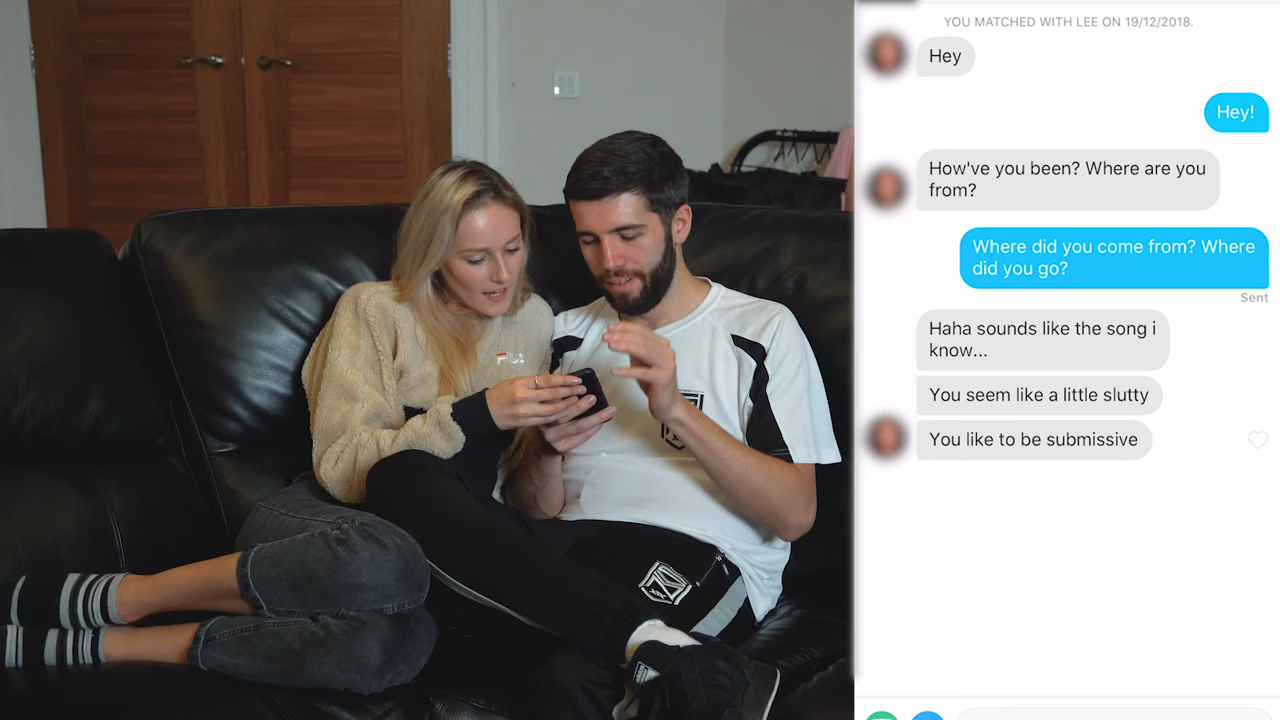 YOU MATCHED WITH LEE ON 19/12/2018.
Hey
Hey!
How've you been? Where are you
from?
Where did you come from? Where
did you go?
Sent
Haha sounds like the song i
know...
You seem like a little slutty
You like to be submissive